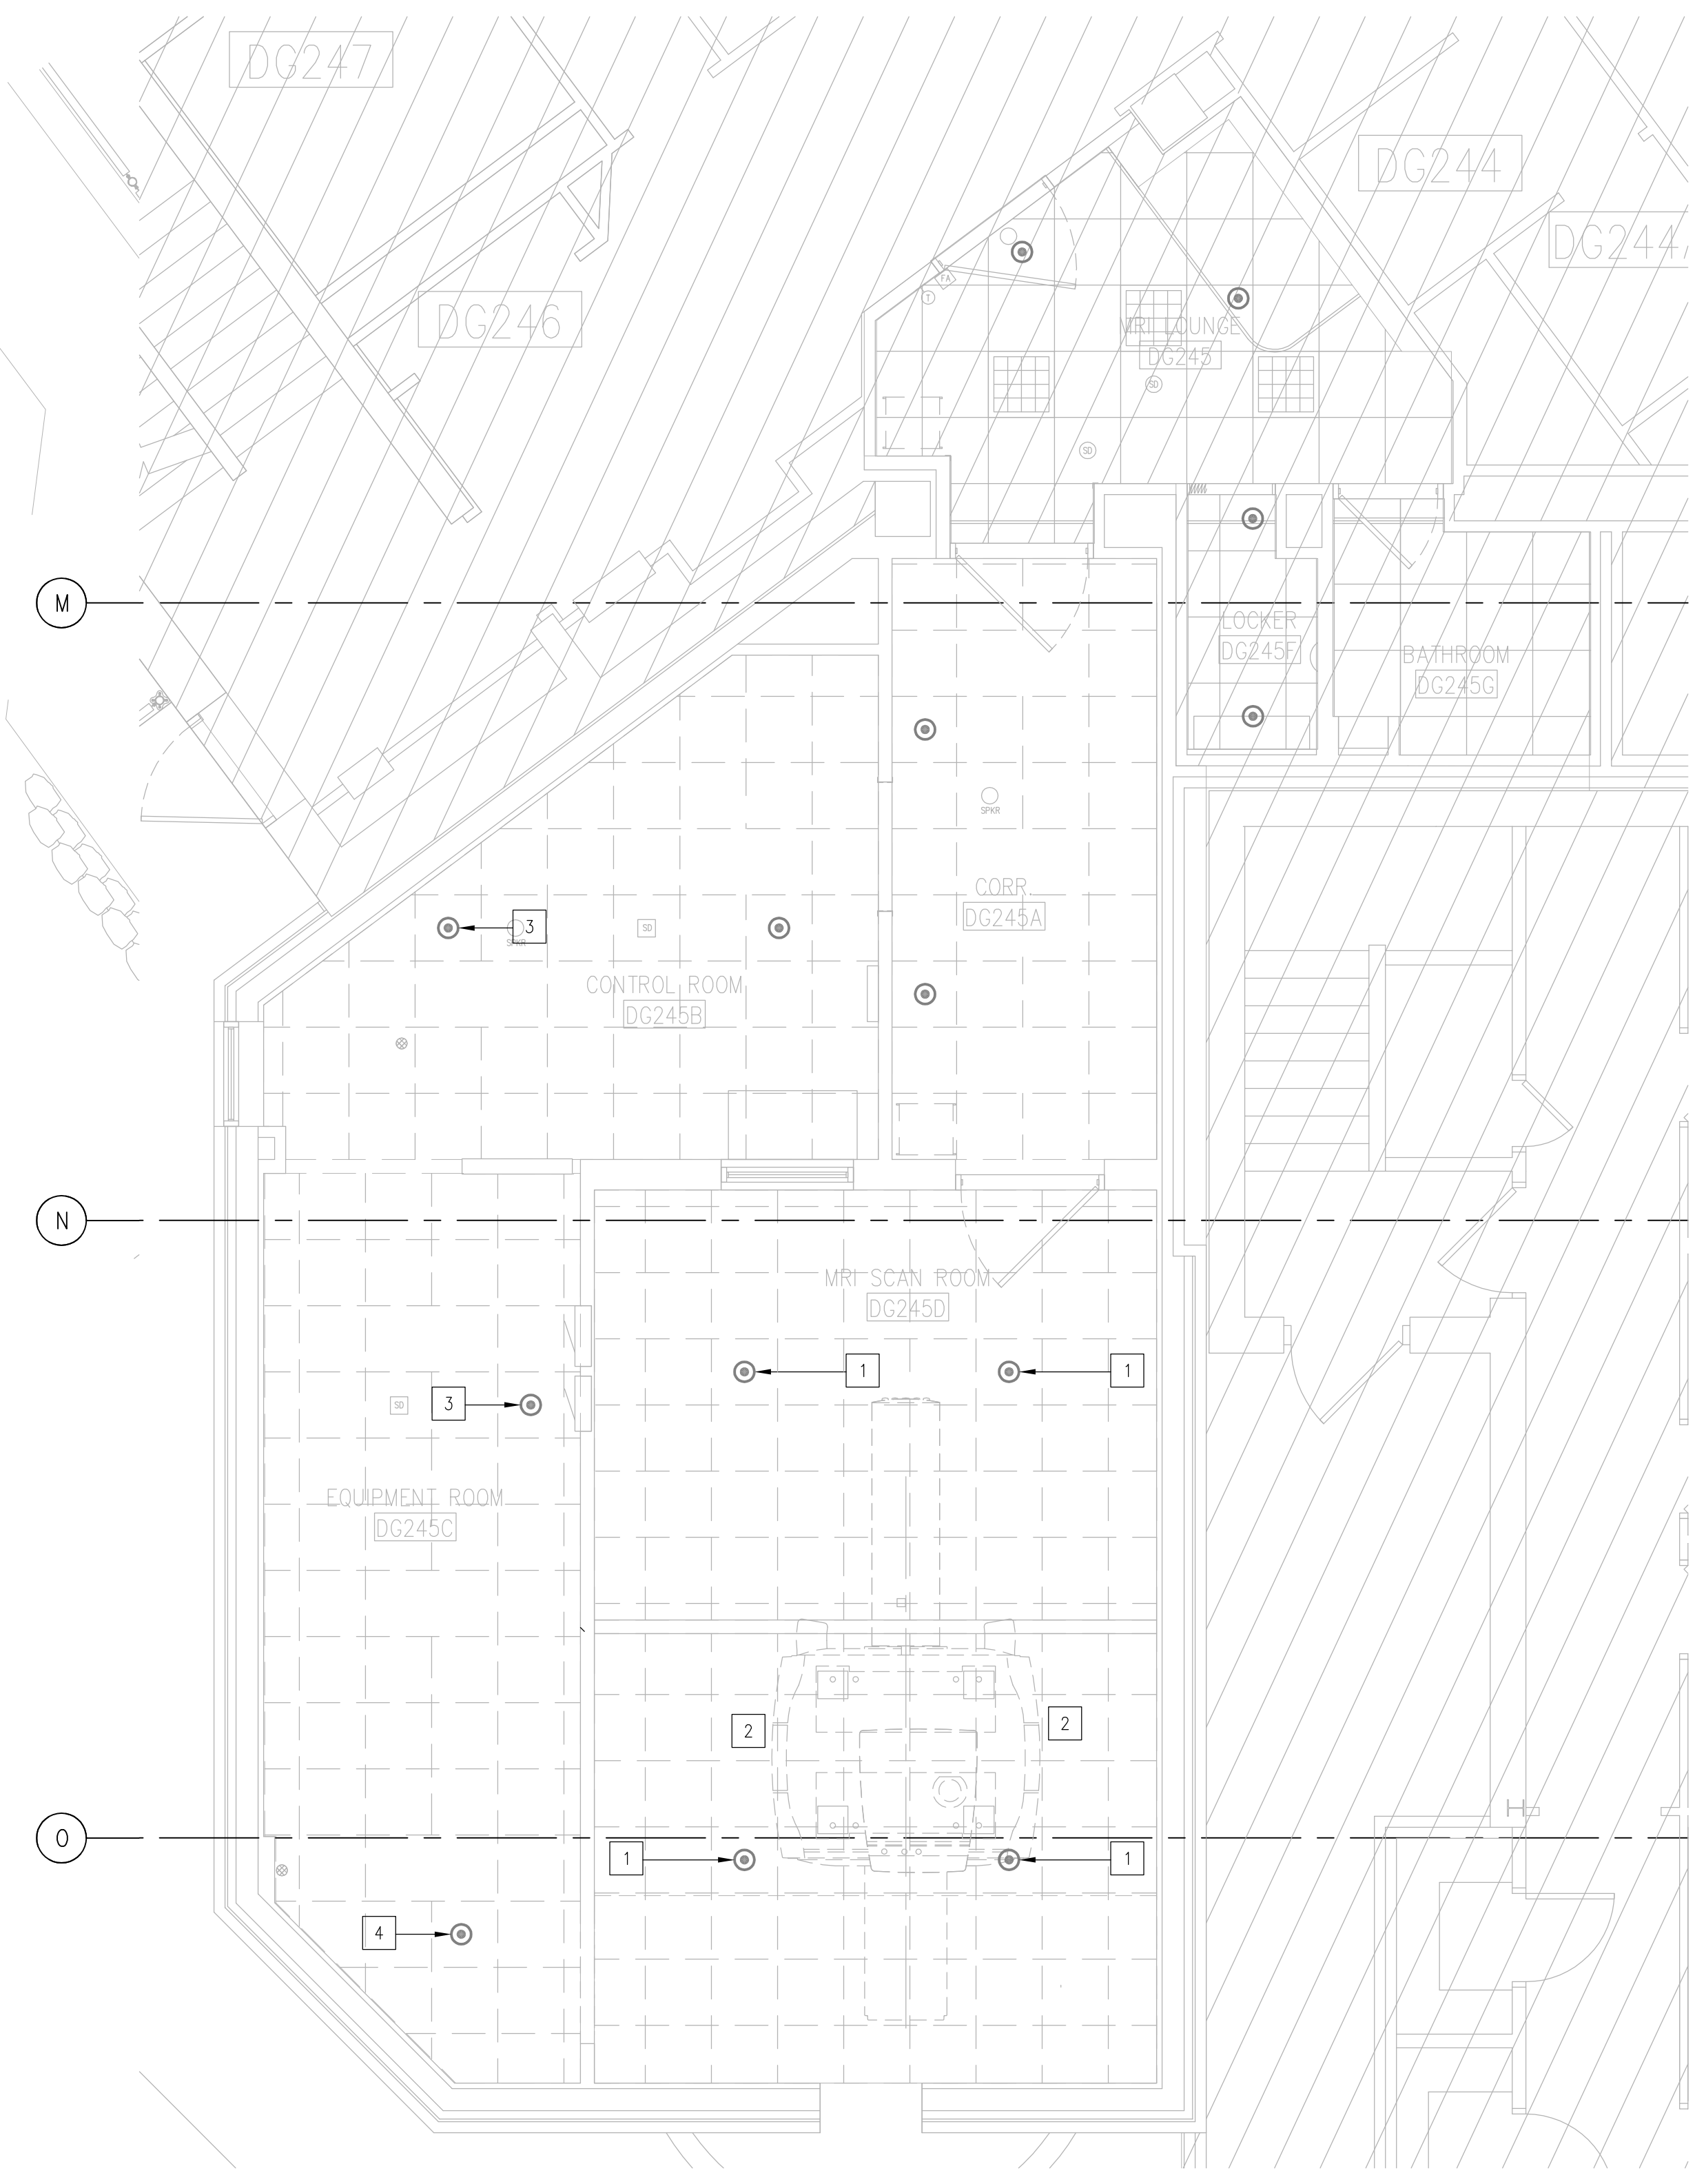 DG247
DG244
DG246
FA
T
MRI LOUNGE
DG245
SD
SD
M
LOCKER
DG245F
BATHROOM
DG245G
SPKR
CORR.
DG245A
3
SPKR
SD
CONTROL ROOM
DG245B
N
MRI SCAN ROOM
DG245D
1
1
SD
3
EQUIPMENT ROOM
DG245C
2
2
O
1
1
4